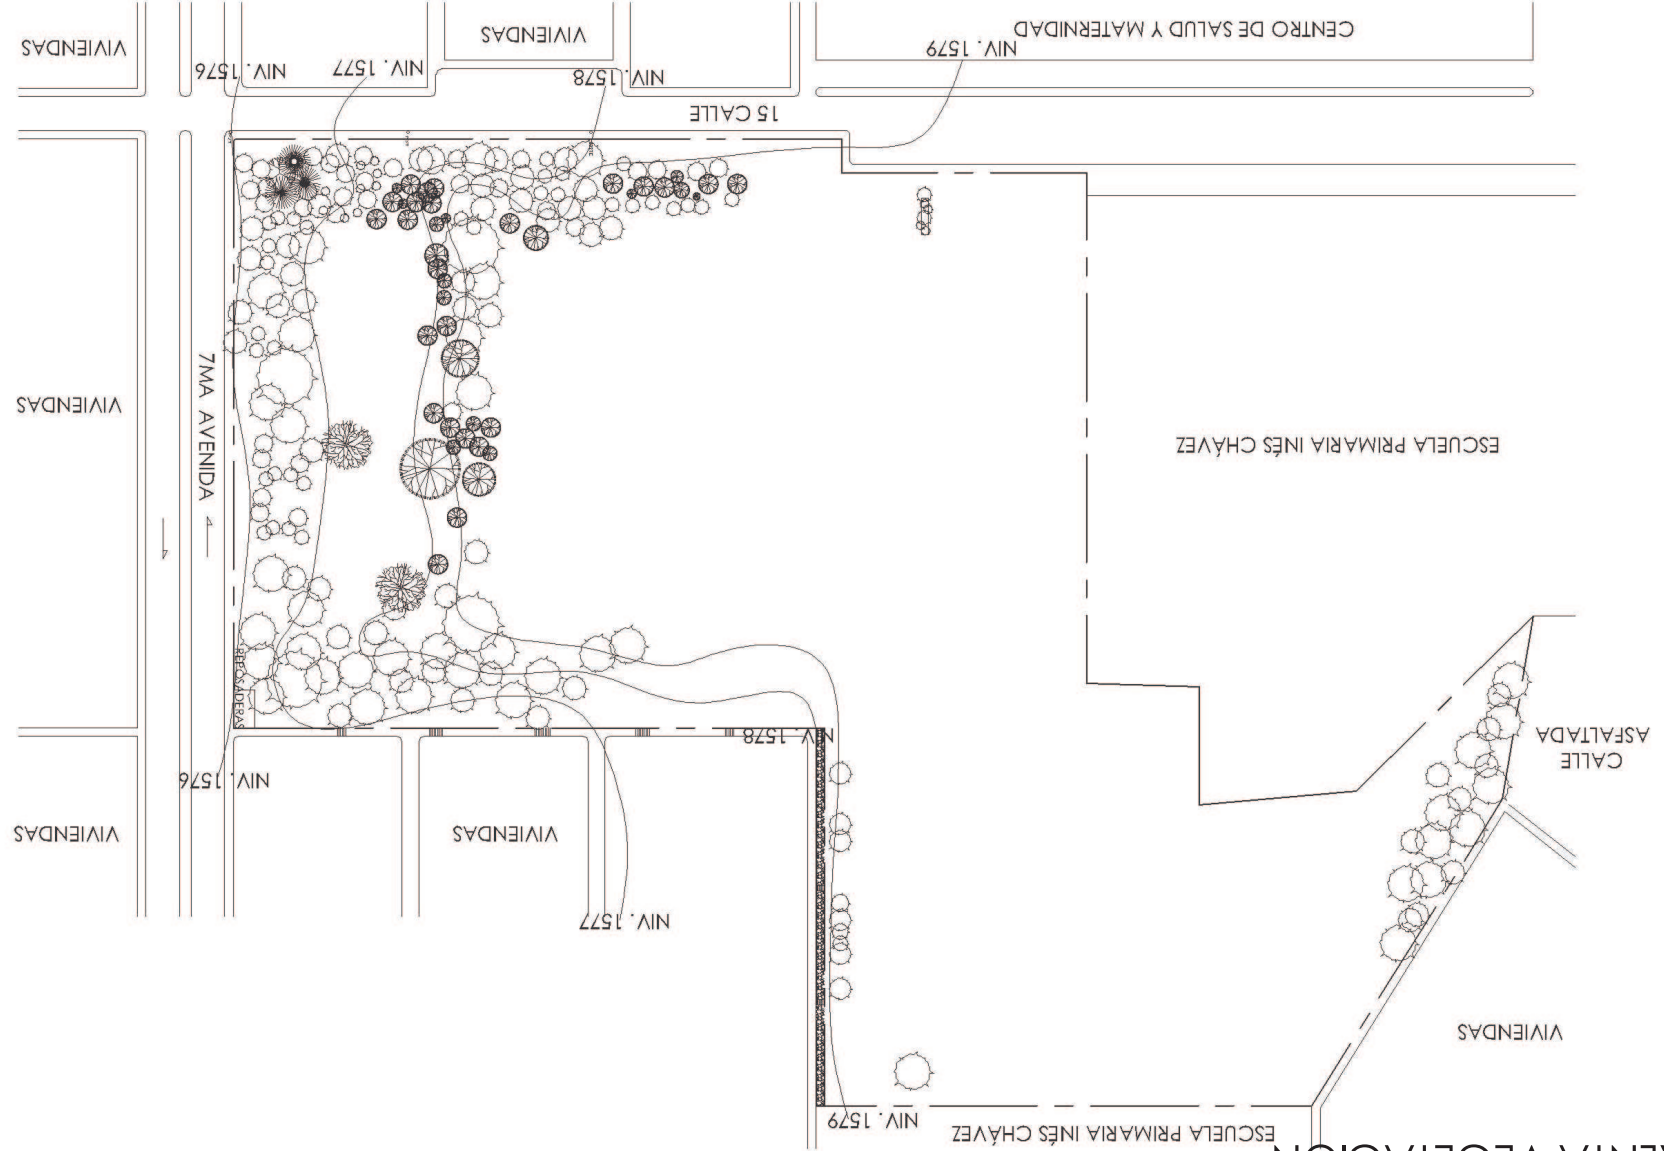 ESCUELA PRIMARIA INÉS CHÁVEZ
NIV. 1579
VIVIENDAS
NIV. 1577
VIVIENDAS
VIVIENDAS
CALLE
ASFALTADA
NIV. 1576
NIV. 1578
REPOSADERAS
ESCUELA PRIMARIA INÉS CHÁVEZ
7MA AVENIDA
VIVIENDAS
15 CALLE
NIV. 1578
NIV. 1577
NIV. 1576
NIV. 1579
CENTRO DE SALUD Y MATERNIDAD
VIVIENDAS
VIVIENDAS